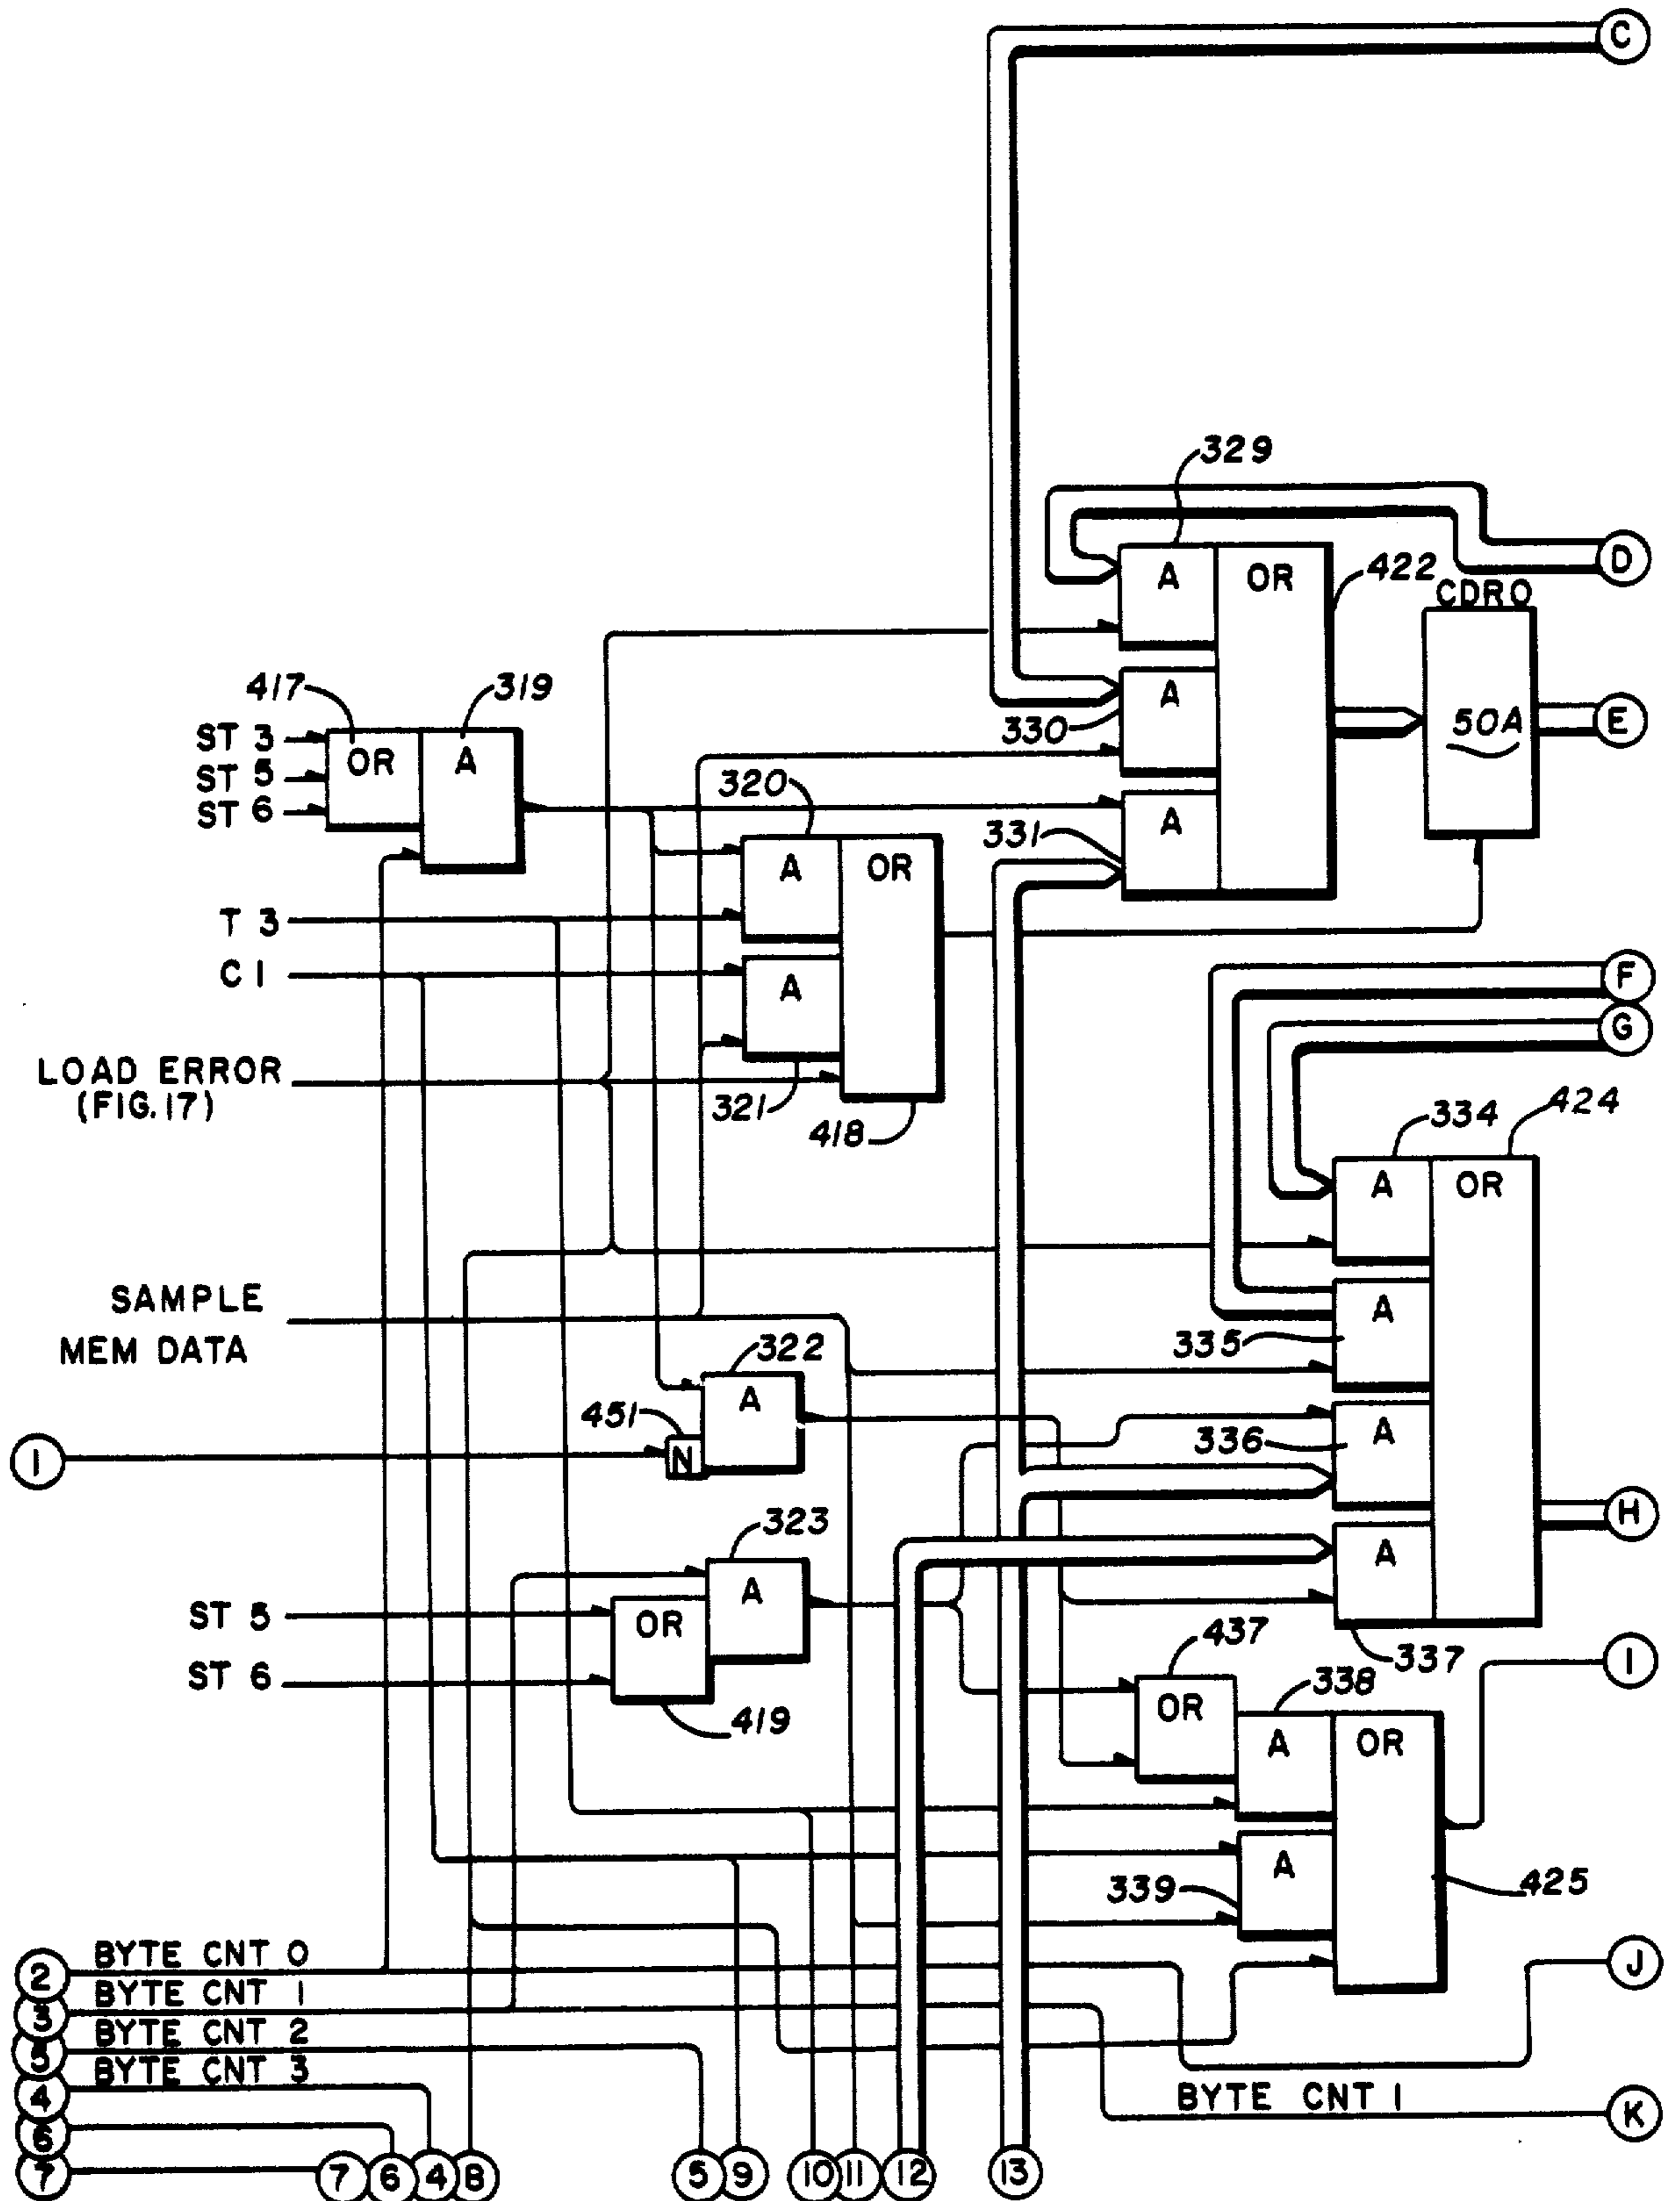 C
329
D
A
OR
422
CDRO
417
319
ST 3
ST 5
ST 6
OR
A
A
330
50A
E
320
A
331
A
OR
T 3
C 1
A
F
G
LOAD ERROR
(FIG. 17)
321
418
334
424
A
OR
SAMPLE
MEM DATA
322
A
335
A
451
N
1
336
A
H
323
A
A
ST 5
OR
ST 6
419
437
OR
337
338
I
A
OR
A
339
425
2
BYTE CNT 0
J
3
BYTE CNT 1
5
BYTE CNT 2
4
BYTE CNT 3
BYTE CNT 1
K
6
7
7
6
4
8
5
9
10
11
12
13